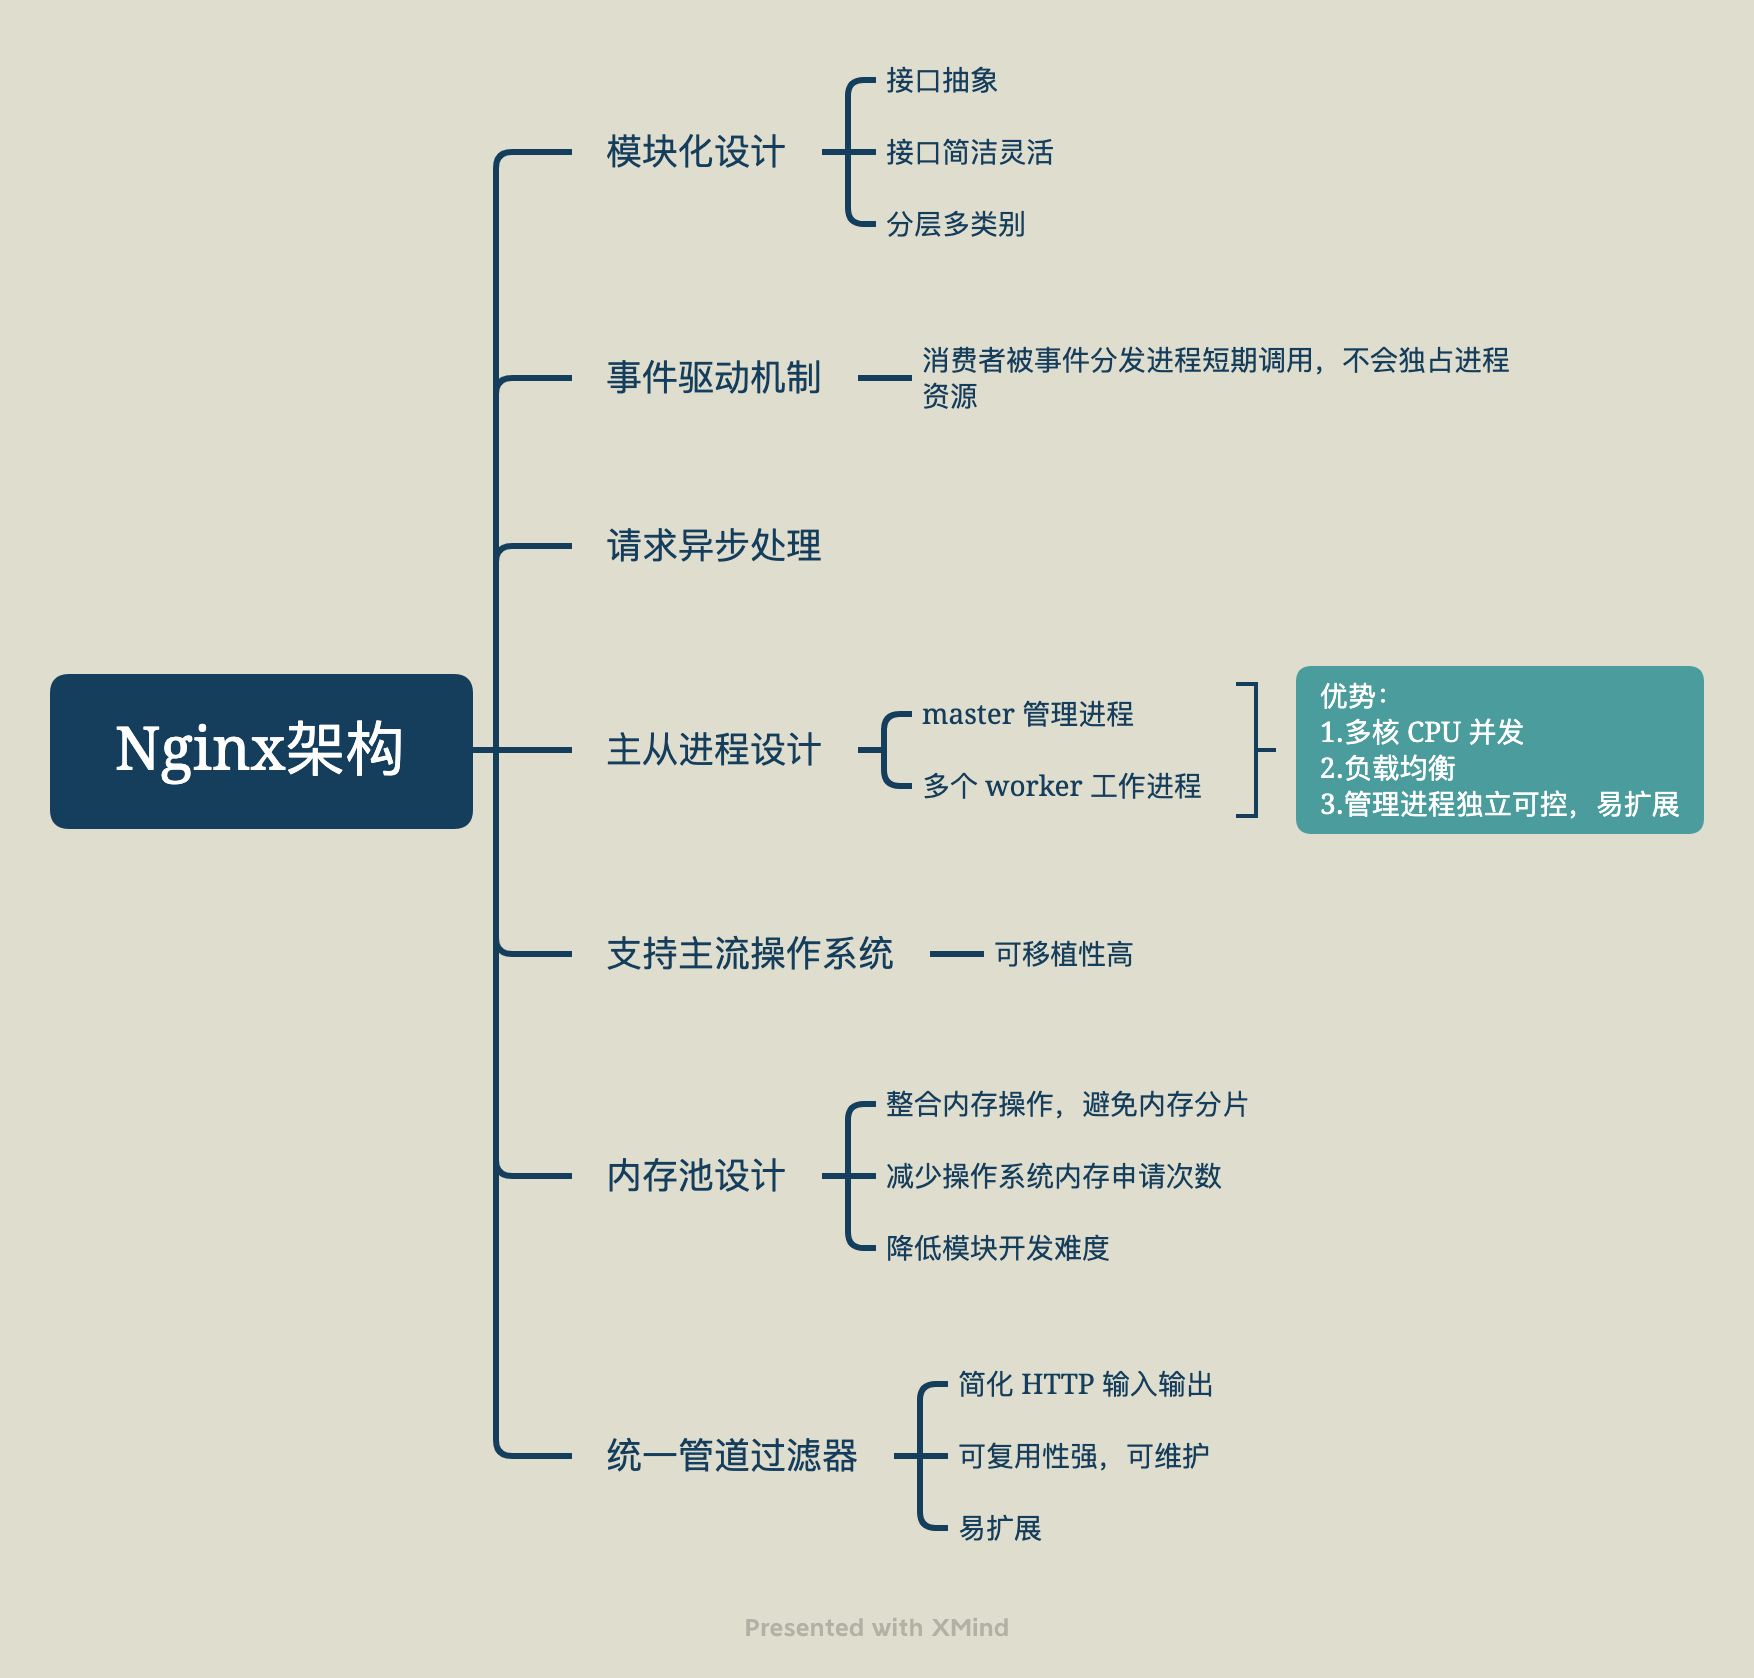 Nginx架构
模块化设计
接口抽象
接口简洁灵活
分层多类别
事件驱动机制
消费者被事件分发进程短期调用，不会独占进程
资源
请求异步处理
主从进程设计
master 管理进程
多个 worker 工作进程
优势：
1.多核 CPU 并发
2.负载均衡
3.管理进程独立可控，易扩展
支持主流操作系统
可移植性高
内存池设计
整合内存操作，避免内存分片
减少操作系统内存申请次数
降低模块开发难度
统一管道过滤器
简化 HTTP 输入输出
可复用性强，可维护
易扩展
Presented with XMind